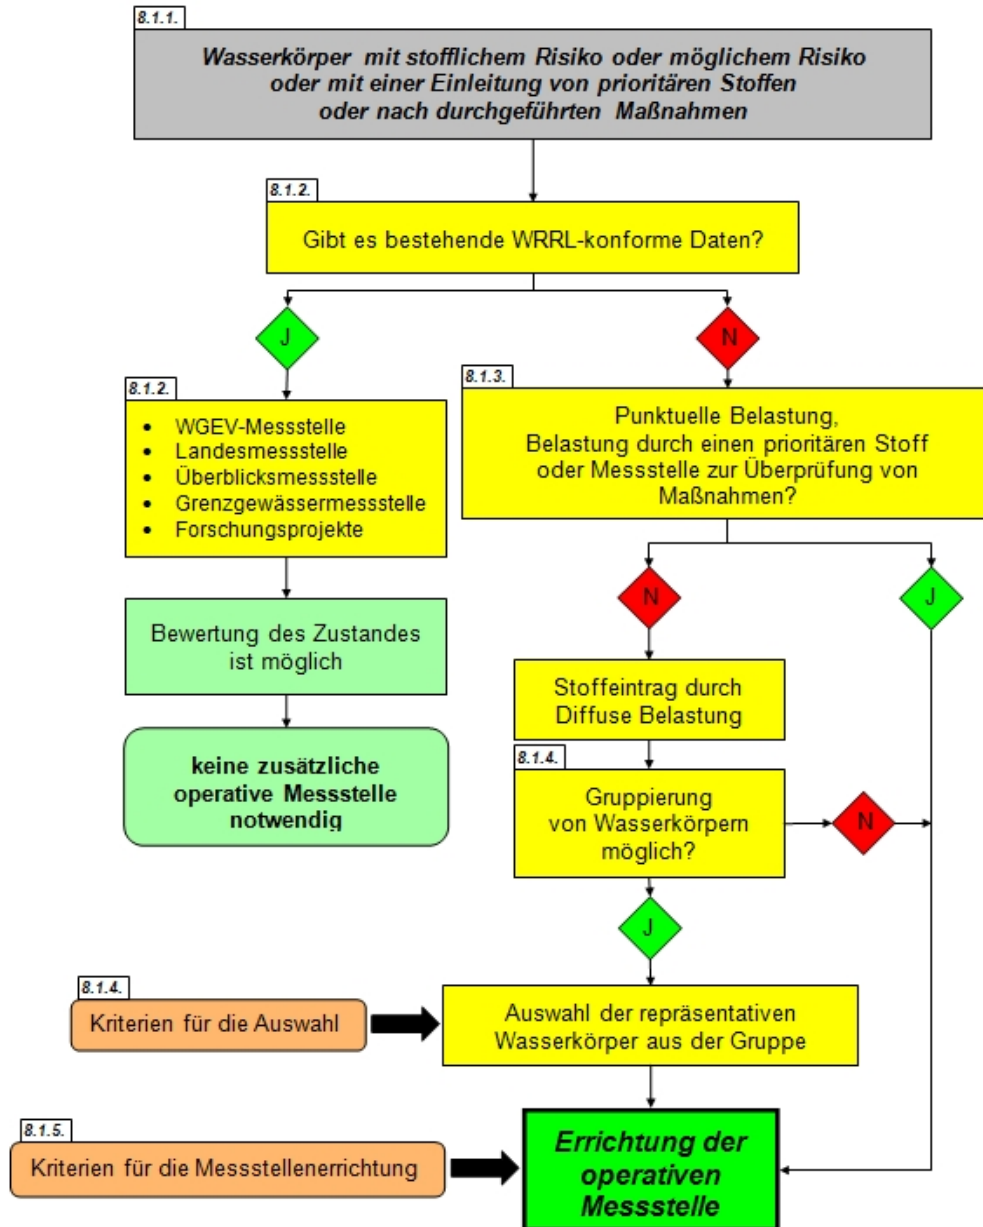 8.1.1.
Wasserkörper mit stofflichem Risiko oder möglichem Risiko
oder mit einer Einleitung von prioritären Stoffen
oder nach durchgeführten Maßnahmen
8.1.2.
Gibt es bestehende WRRL-konforme Daten?
J
N
8.1.2.
• WGEV-Messstelle
• Landesmessstelle
• Überblicksmessstelle
• Grenzgewässermessstelle
• Forschungsprojekte
8.1.3.
Punktuelle Belastung,
Belastung durch einen prioritären Stoff
oder Messstelle zur Überprüfung von
Maßnahmen?
N
J
Bewertung des Zustandes
ist möglich
Stoffeintrag durch
Diffuse Belastung
keine zusätzliche
operative Messstelle
notwendig
8.1.4.
Gruppierung
von Wasserkörpern
möglich?
N
J
8.1.4.
Kriterien für die Auswahl
Auswahl der repräsentativen
Wasserkörper aus der Gruppe
8.1.5.
Kriterien für die Messstellenerrichtung
Errichtung der
operativen
Messstelle